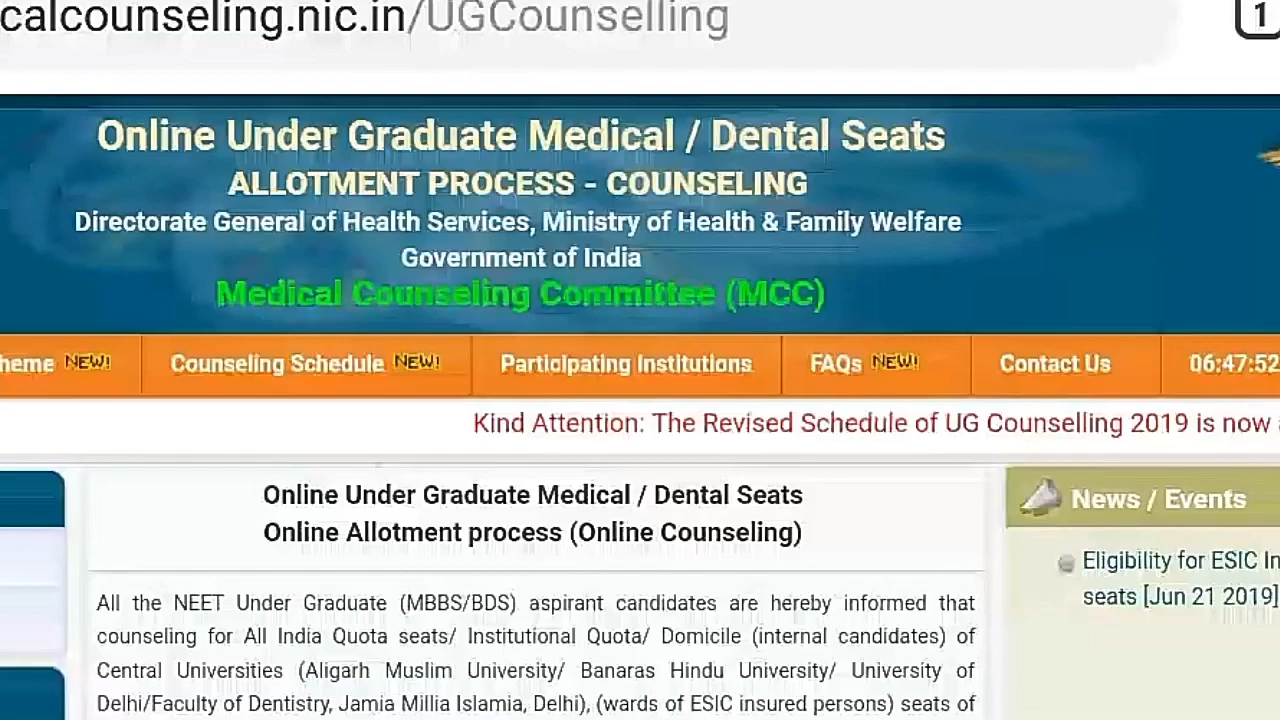 calcounseling.nic.in/UGCounselling
1
Online Under Graduate Medical / Dental Seats
ALLOTMENT PROCESS - COUNSELING
Directorate General of Health Services, Ministry of Health & Family Welfare
Government of India
Medical Counseling Committee (MCC)
heme NEW! Counseling Schedule NEW! Participating Institutions FAQs NEW! Contact Us 06:47:52
Kind Attention: The Revised Schedule of UG Counselling 2019 is now
Online Under Graduate Medical / Dental Seats
Online Allotment process (Online Counseling)
All the NEET Under Graduate (MBBS/BDS) aspirant candidates are hereby informed that
counseling for All India Quota seats/ Institutional Quota/ Domicile (internal candidates) of
Central Universities (Aligarh Muslim University/ Banaras Hindu University/ University of
Delhi/Faculty of Dentistry, Jamia Millia Islamia, Delhi), (wards of ESIC insured persons) seats of
News / Events
Eligibility for ESIC In
seats [Jun 21 2019]